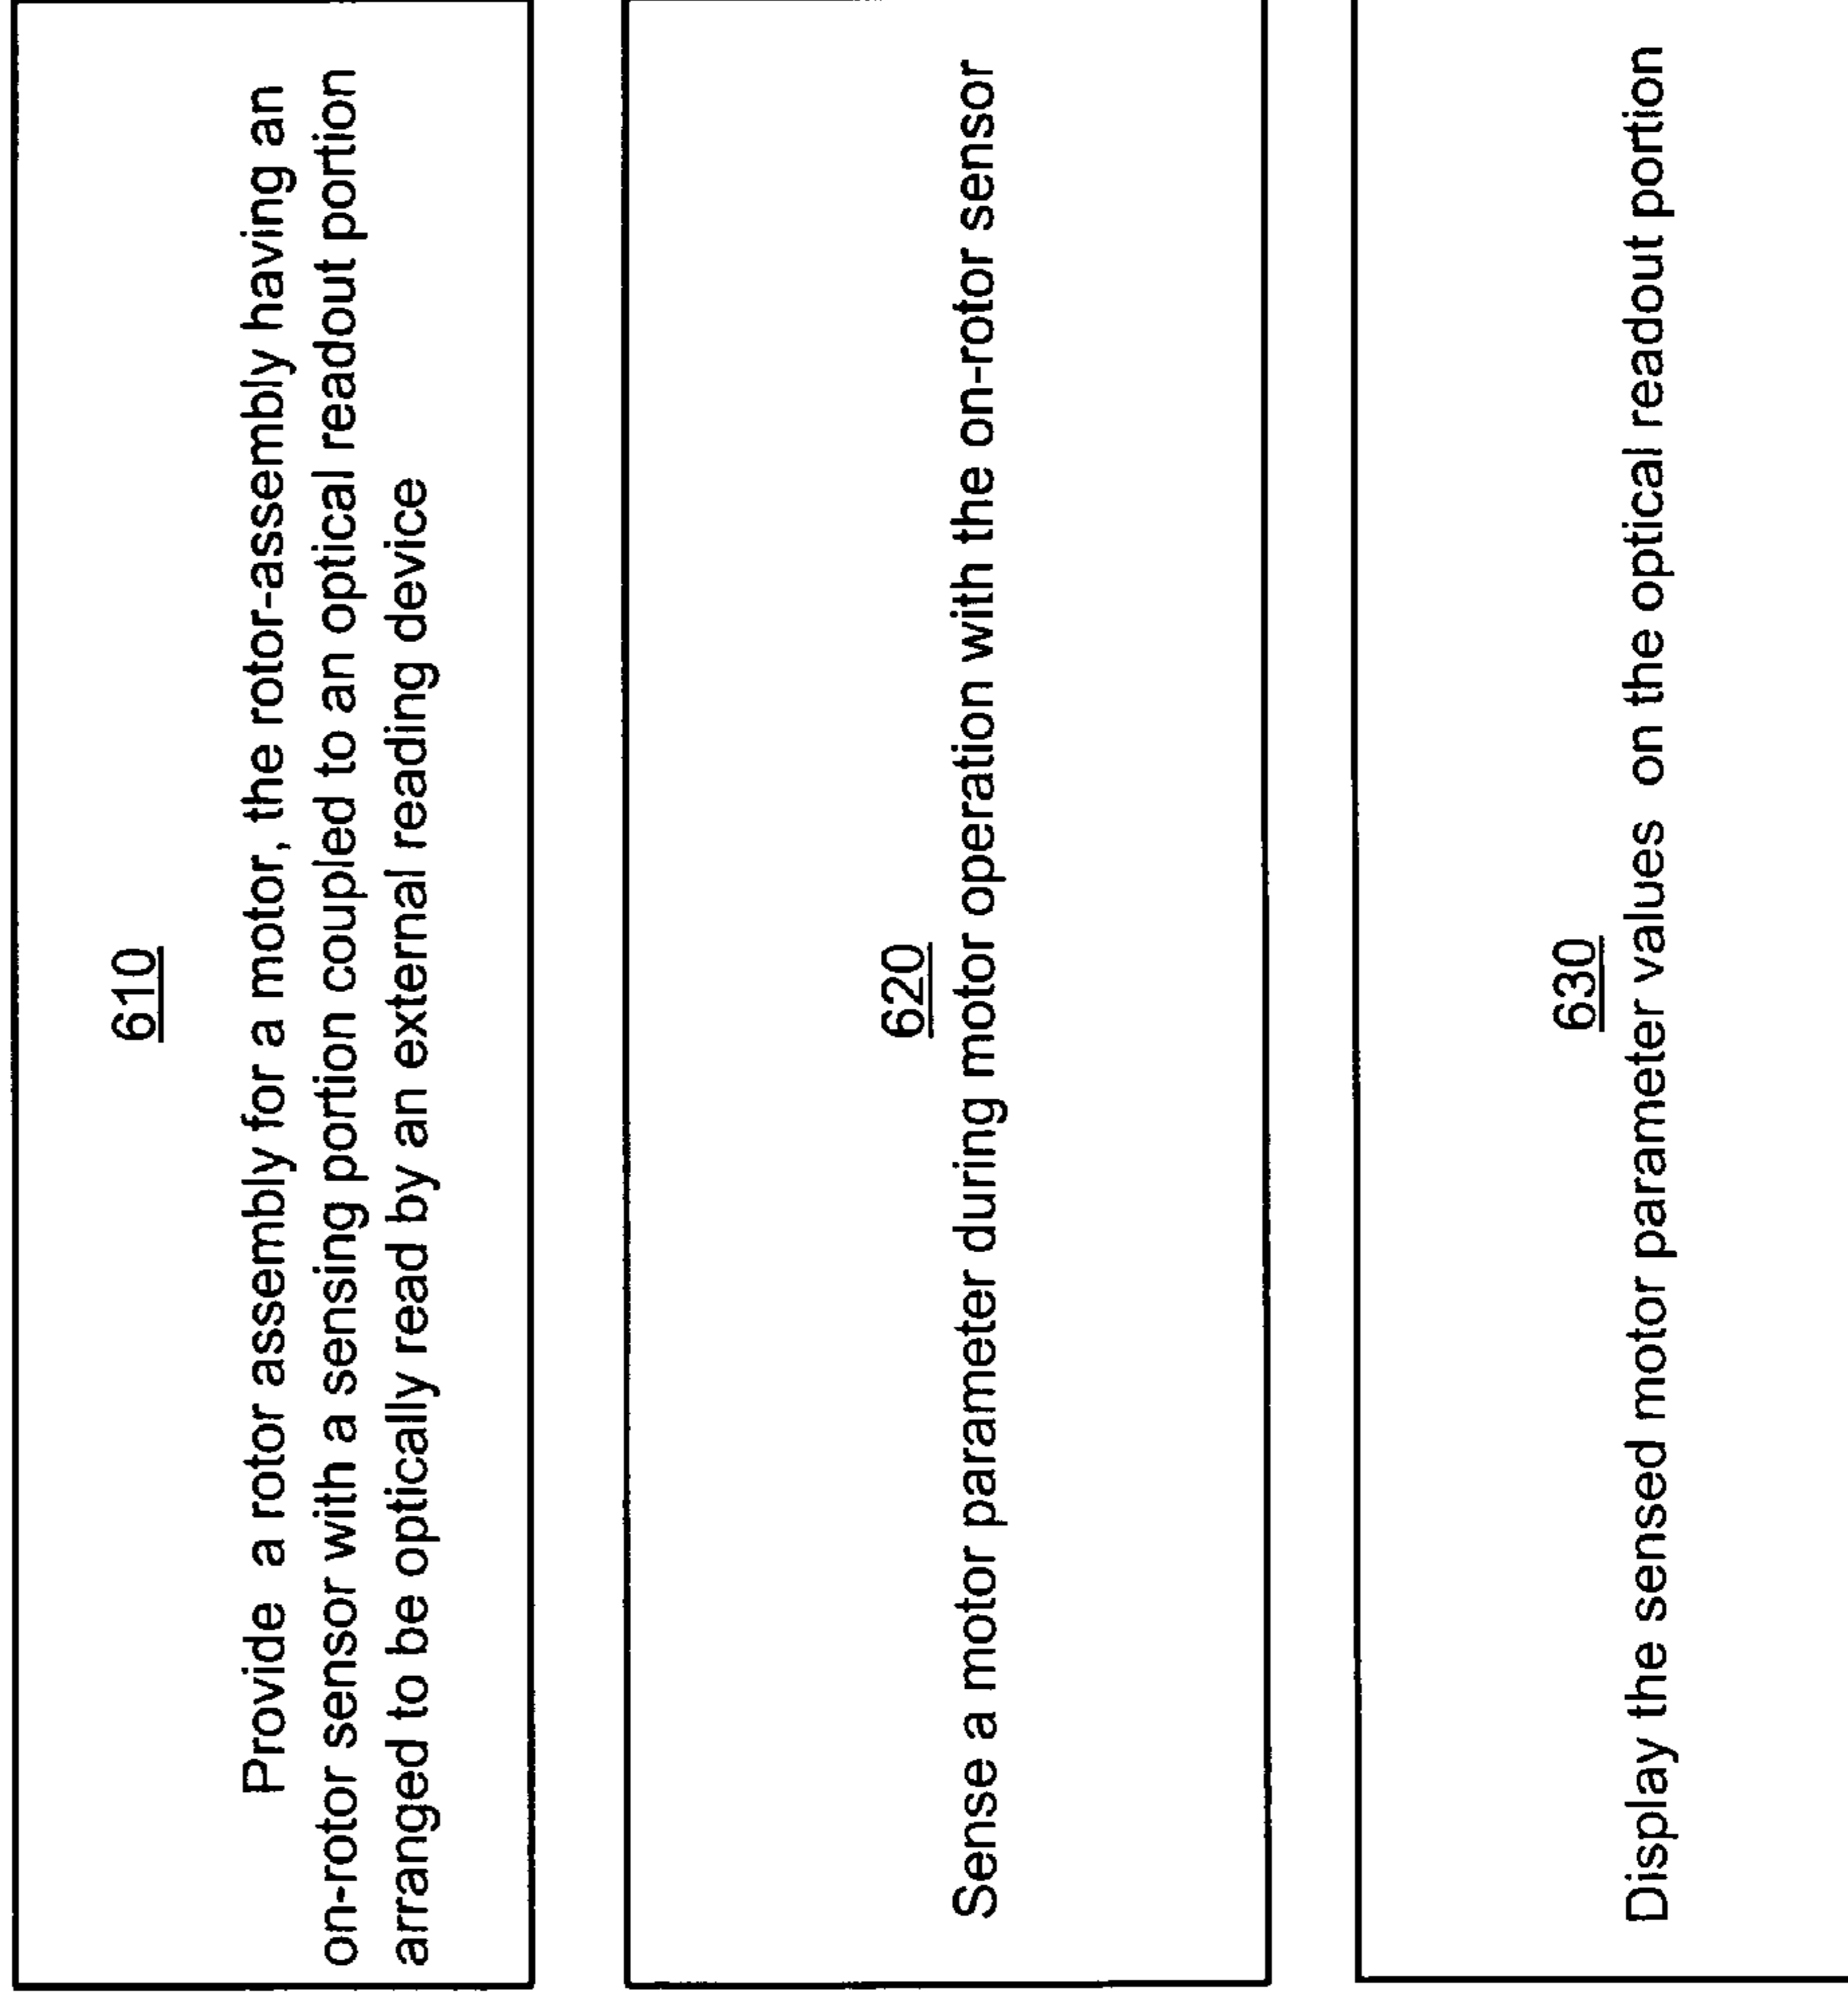 610
Provide a rotor assembly for a motor, the rotor-assembly having an
on-rotor sensor with a sensing portion coupled to an optical readout portion
arranged to be optically read by an external reading device
620
Sense a motor parameter during motor operation with the on-rotor sensor
630
Display the sensed motor parameter values on the optical readout portion